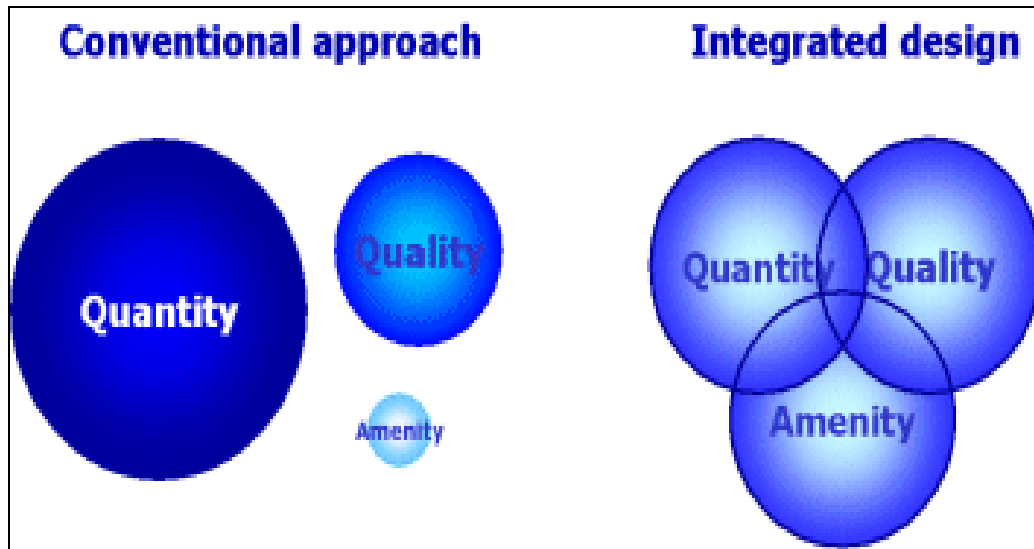 Conventional approach
Quantity
Quality
Amenity
Integrated design
Quantity
Quality
Amenity